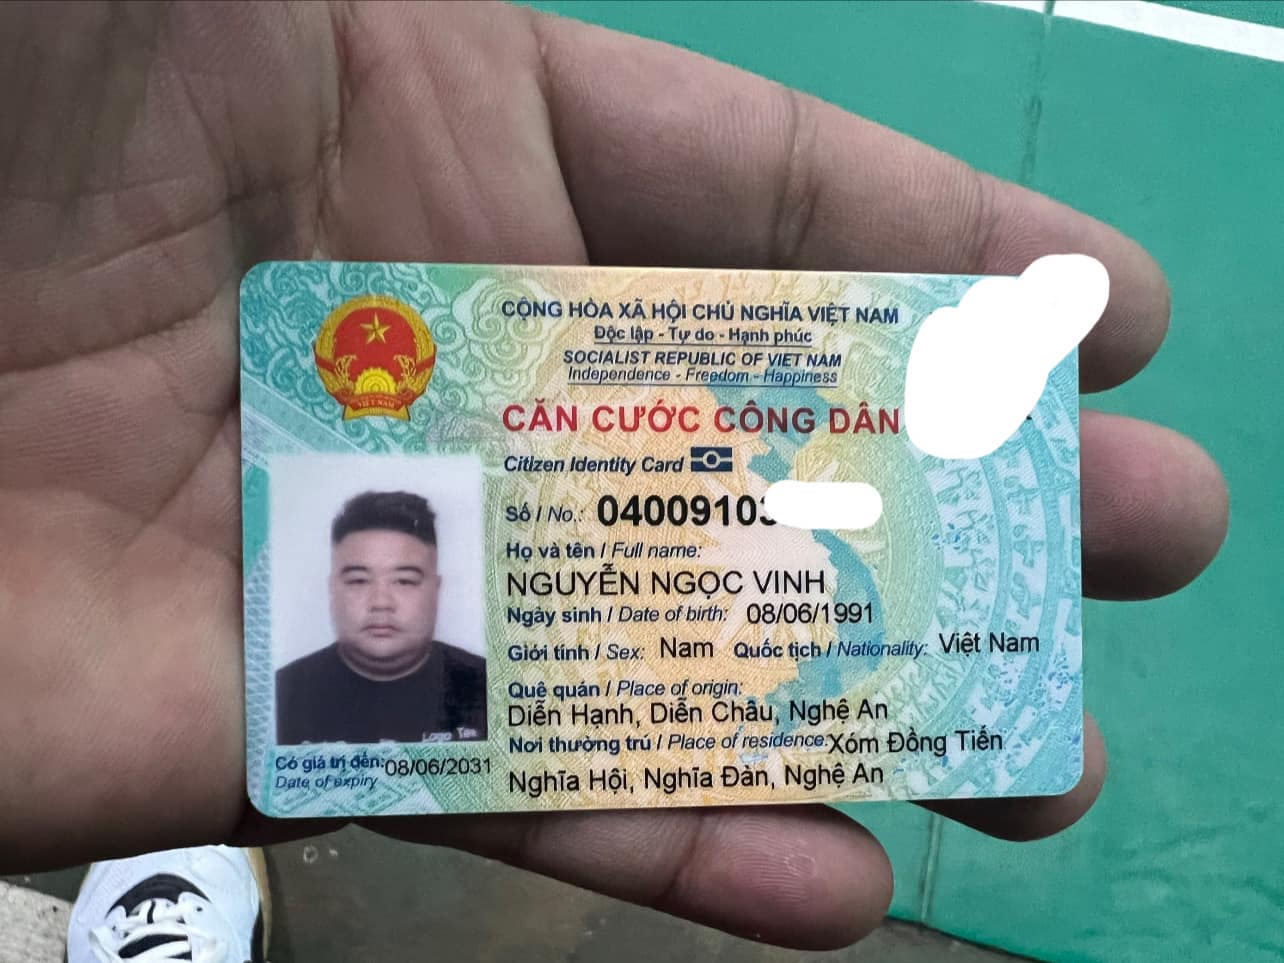 CỘNG HÒA XÃ HỘI CHỦ NGHĨA VIỆT NAM
Độc lập - Tự do - Hạnh phúc
SOCIALIST REPUBLIC OF VIET NAM
Independence - Freedom - Happiness
CĂN CƯỚC CÔNG DÂN
Citizen Identity Card
Số / No.: 04009103
Họ và tên / Full name:
NGUYỄN NGỌC VINH
Ngày sinh / Date of birth: 08/06/1991
Giới tính / Sex: Nam Quốc tịch / Nationality: Việt Nam
Quê quán / Place of origin:
Diễn Hạnh, Diễn Châu, Nghệ An
Nơi thường trú / Place of residence: Xóm Đồng Tiến
Nghĩa Hội, Nghĩa Đàn, Nghệ An
Có giá trị đến: 08/06/2031
Date of expiry
VIỆT NAM